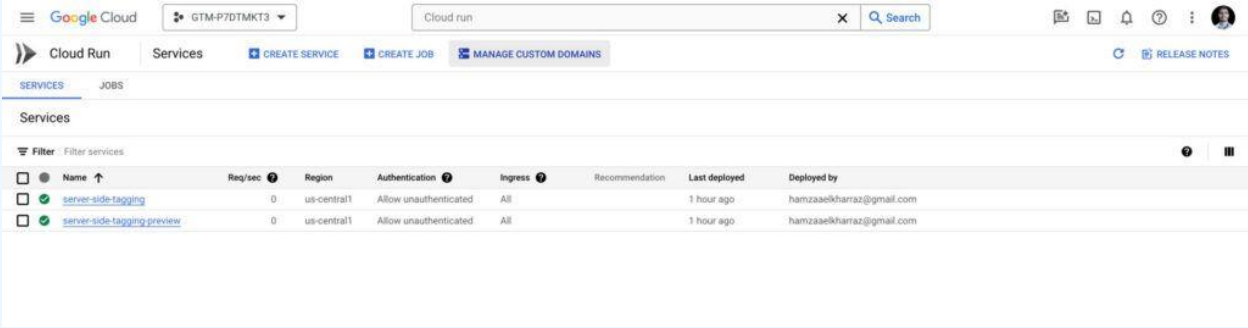 Google Cloud GTM-P7DTMKT3 Cloud run Search
Cloud Run Services CREATE SERVICE CREATE JOB MANAGE CUSTOM DOMAINS RELEASE NOTES
SERVICES JOBS
Services
Filter Filter services
Name Req/sec Region Authentication Ingress Recommendation Last deployed Deployed by
server-side-tagging 0 us-central1 Allow unauthenticated All 1 hour ago hamzaaelkharraz@gmail.com
server-side-tagging-preview 0 us-central1 Allow unauthenticated All 1 hour ago hamzaaelkharraz@gmail.com